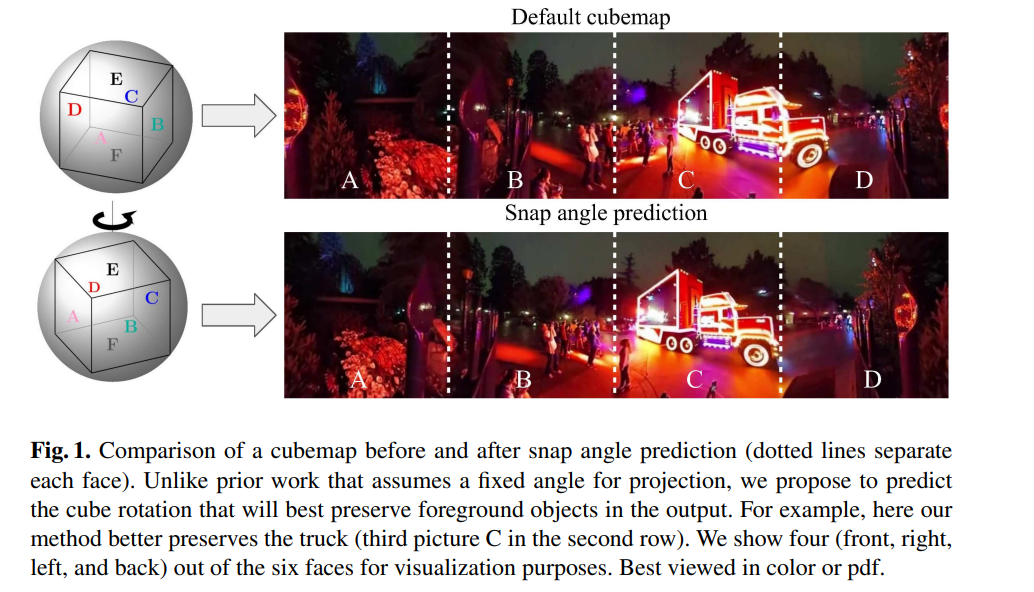 Default cubemap
E
C
D
B
A
F
A
B
C
D
Snap angle prediction
E
D
C
A
B
F
A
B
C
D
Fig. 1. Comparison of a cubemap before and after snap angle prediction (dotted lines separate
each face). Unlike prior work that assumes a fixed angle for projection, we propose to predict
the cube rotation that will best preserve foreground objects in the output. For example, here our
method better preserves the truck (third picture C in the second row). We show four (front, right,
left, and back) out of the six faces for visualization purposes. Best viewed in color or pdf.